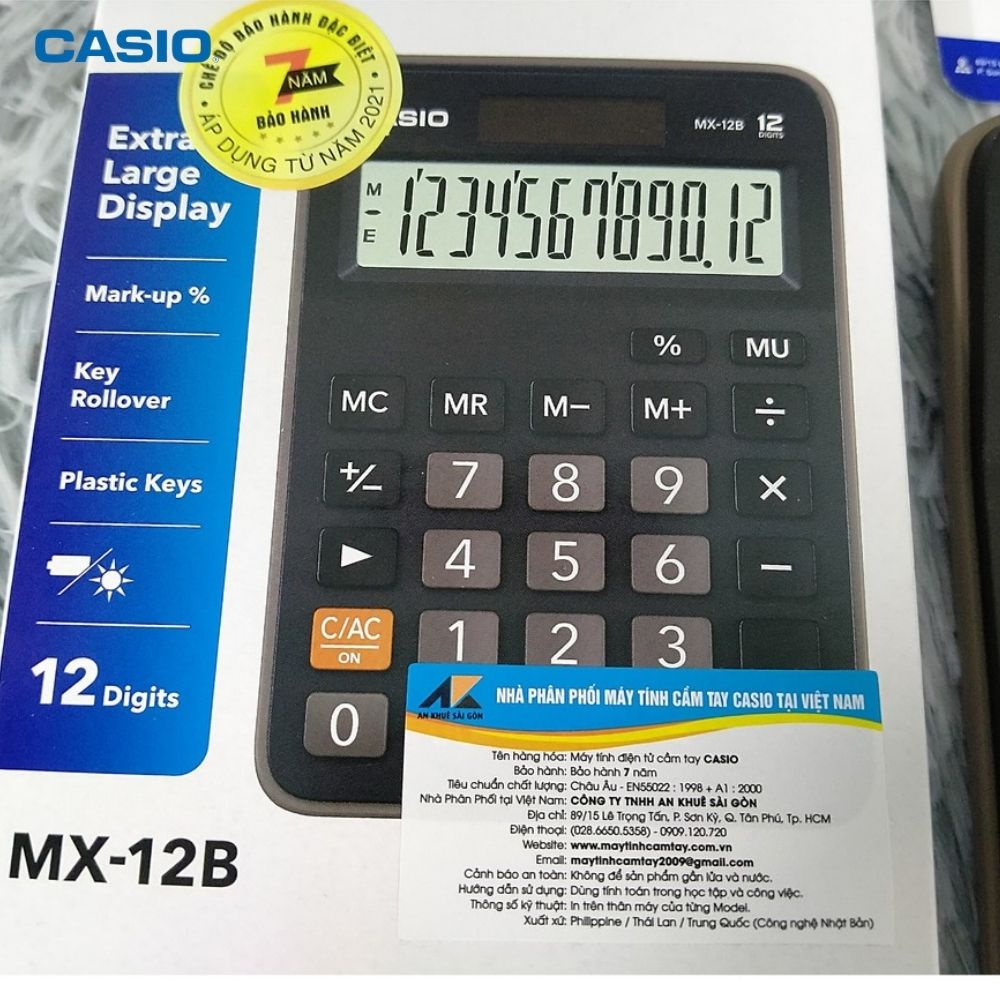 CASIO
CHẾ ĐỘ BẢO HÀNH ĐẶC BIỆT
7 NĂM
BẢO HÀNH
ÁP DỤNG TỪ NĂM 2021
Extra
Large
Display
Mark-up %
Key
Rollover
Plastic Keys
12 Digits
MX-12B
SIO
MX-12B 12
DIGITS
M
E
1'234'567'890.12
% MU
MC MR M− M+ ÷
+/− 7 8 9 ×
▶ 4 5 6 −
C/AC
ON
1 2 3
0
AN KHUÊ SÀI GÒN
NHÀ PHÂN PHỐI MÁY TÍNH CẦM TAY CASIO TẠI VIỆT NAM
Tên hàng hóa: Máy tính điện tử cầm tay CASIO
Bảo hành: Bảo hành 7 năm
Tiêu chuẩn chất lượng: Châu Âu - EN55022 : 1998 + A1 : 2000
Nhà Phân Phối tại Việt Nam: CÔNG TY TNHH AN KHUÊ SÀI GÒN
Địa chỉ: 89/15 Lê Trọng Tấn, P. Sơn Kỳ, Q. Tân Phú, Tp. HCM
Điện thoại: (028.6650.5358) - 0909.120.720
Website: www.maytinhcamtay.com.vn
Email: maytinhcamtay2009@gmail.com
Cảnh báo an toàn: Không để sản phẩm gần lửa và nước.
Hướng dẫn sử dụng: Dùng tính toán trong học tập và công việc.
Thông số kỹ thuật: In trên thân máy của từng Model.
Xuất xứ: Philippine / Thái Lan / Trung Quốc (Công nghệ Nhật Bản)